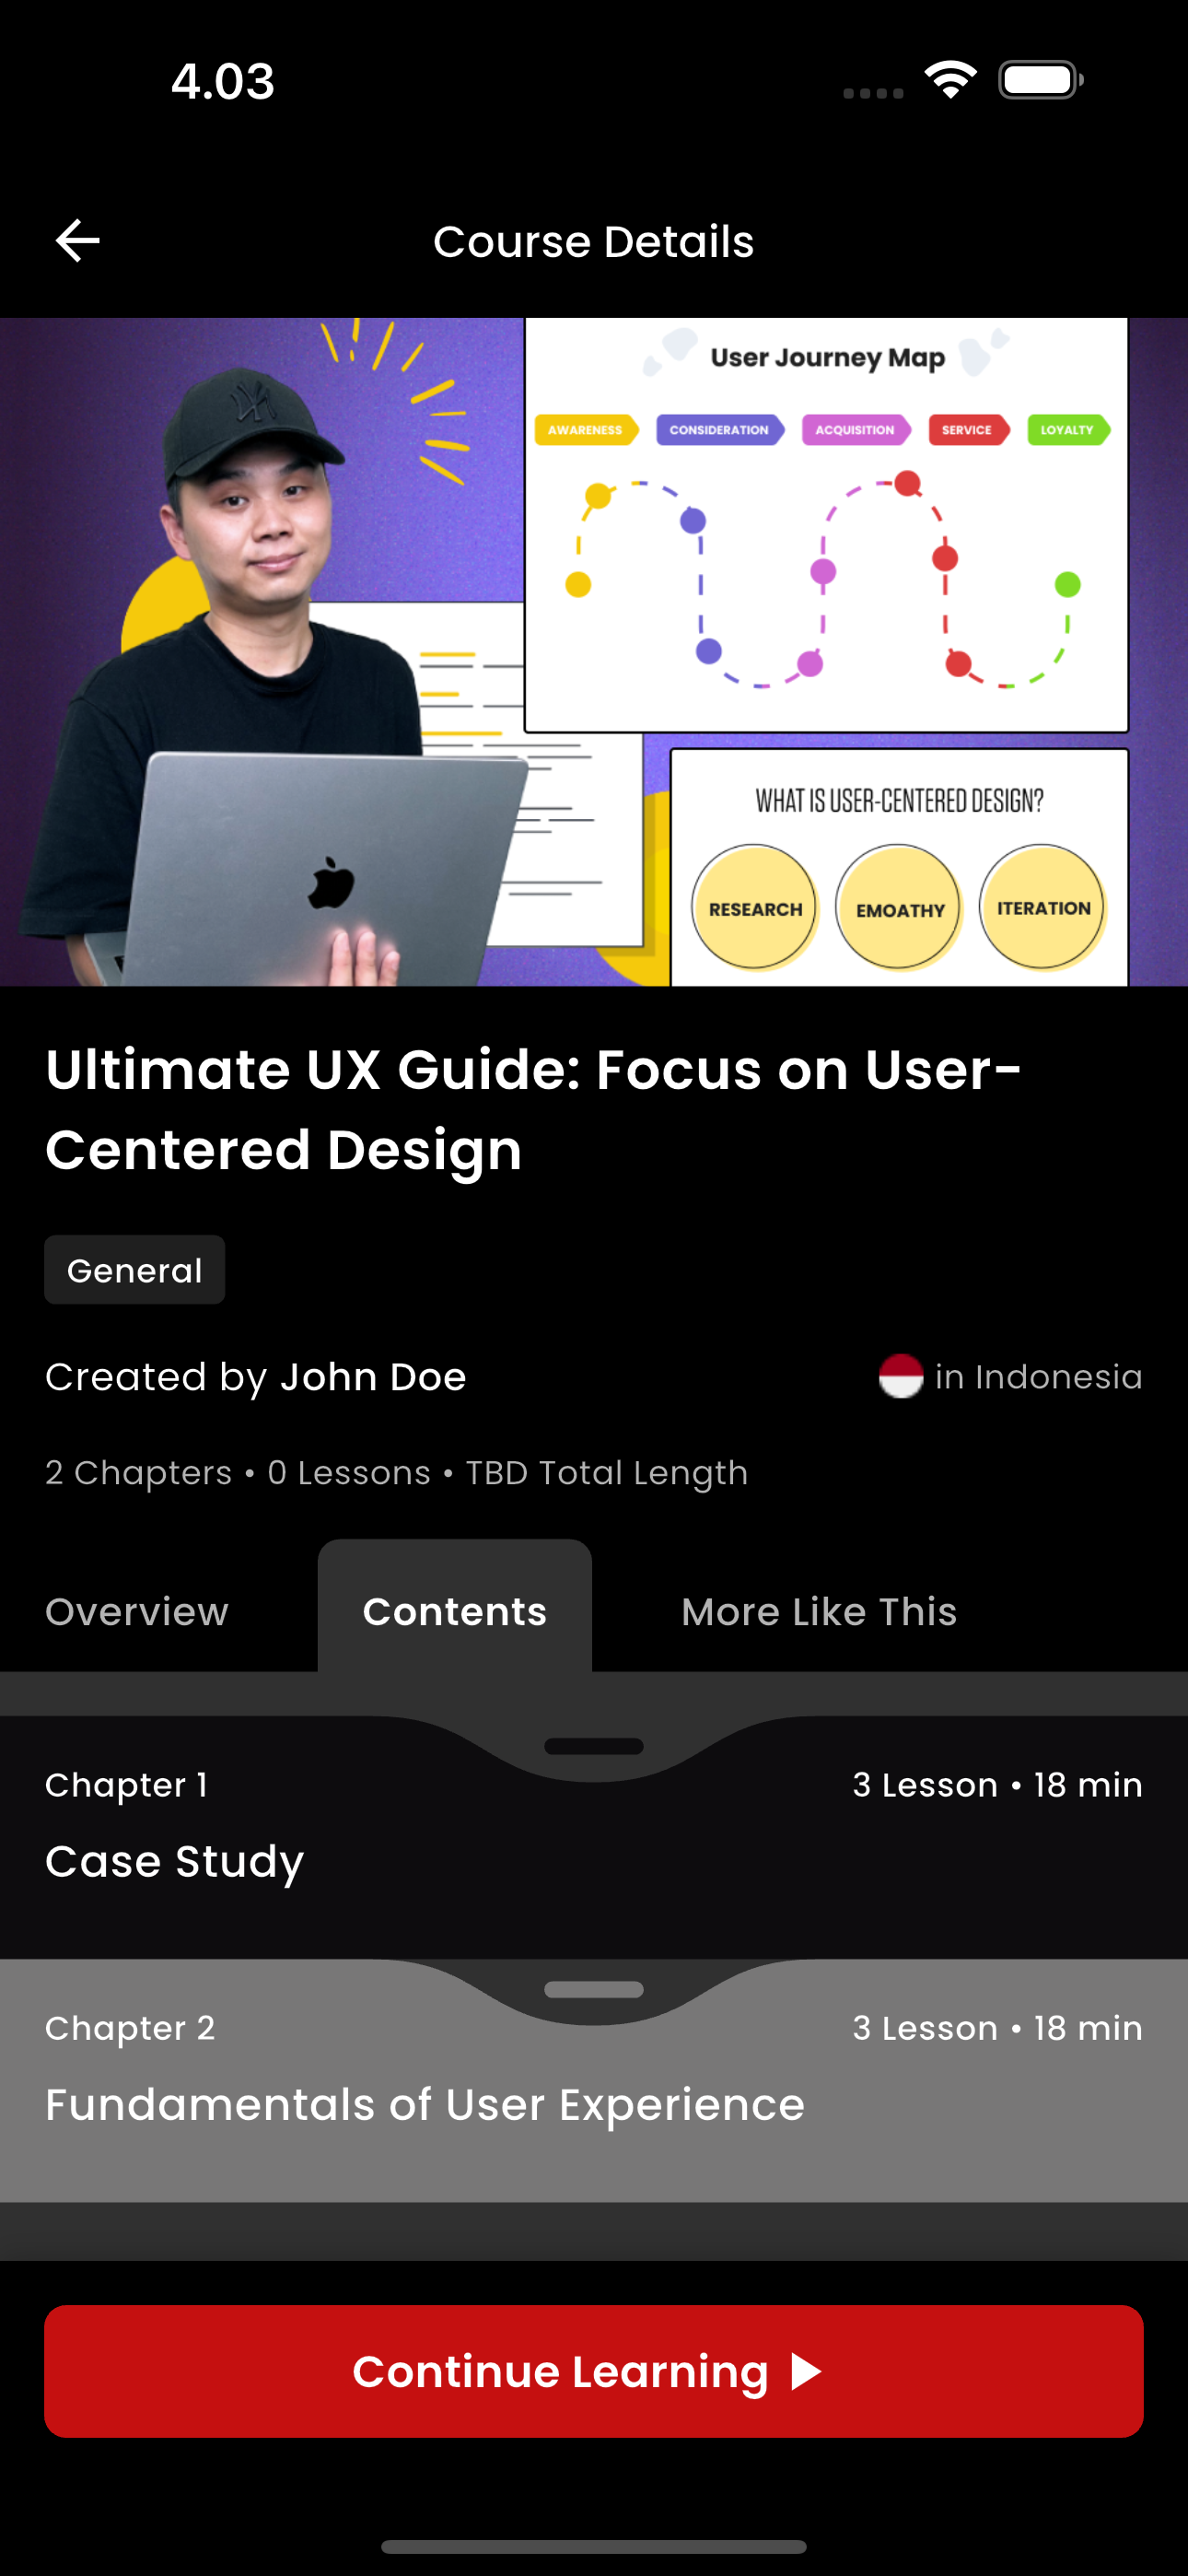 4.03
Course Details
User Journey Map
AWARENESS CONSIDERATION ACQUISITION SERVICE LOYALTY
WHAT IS USER-CENTERED DESIGN?
RESEARCH EMOATHY ITERATION
Ultimate UX Guide: Focus on User-
Centered Design
General
Created by John Doe in Indonesia
2 Chapters • 0 Lessons • TBD Total Length
Overview Contents More Like This
Chapter 1 3 Lesson • 18 min
Case Study
Chapter 2 3 Lesson • 18 min
Fundamentals of User Experience
Continue Learning